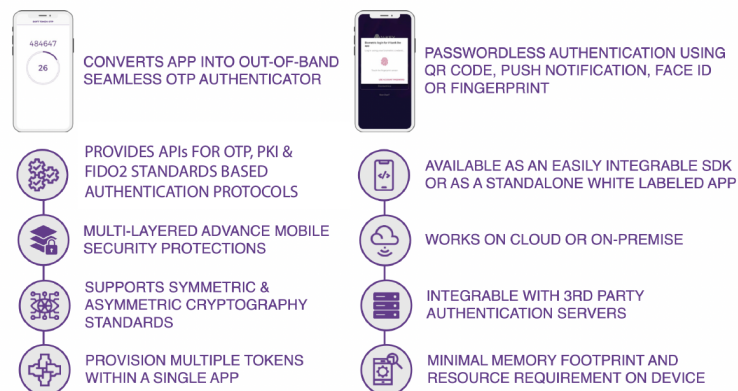 484647
26
CONVERTS APP INTO OUT-OF-BAND
SEAMLESS OTP AUTHENTICATOR
PROVIDES APIs FOR OTP, PKI &
FIDO2 STANDARDS BASED
AUTHENTICATION PROTOCOLS
MULTI-LAYERED ADVANCE MOBILE
SECURITY PROTECTIONS
SUPPORTS SYMMETRIC &
ASYMMETRIC CRYPTOGRAPHY
STANDARDS
PROVISION MULTIPLE TOKENS
WITHIN A SINGLE APP
PASSWORDLESS AUTHENTICATION USING
QR CODE, PUSH NOTIFICATION, FACE ID
OR FINGERPRINT
AVAILABLE AS AN EASILY INTEGRABLE SDK
OR AS A STANDALONE WHITE LABELED APP
WORKS ON CLOUD OR ON-PREMISE
INTEGRABLE WITH 3RD PARTY
AUTHENTICATION SERVERS
MINIMAL MEMORY FOOTPRINT AND
RESOURCE REQUIREMENT ON DEVICE